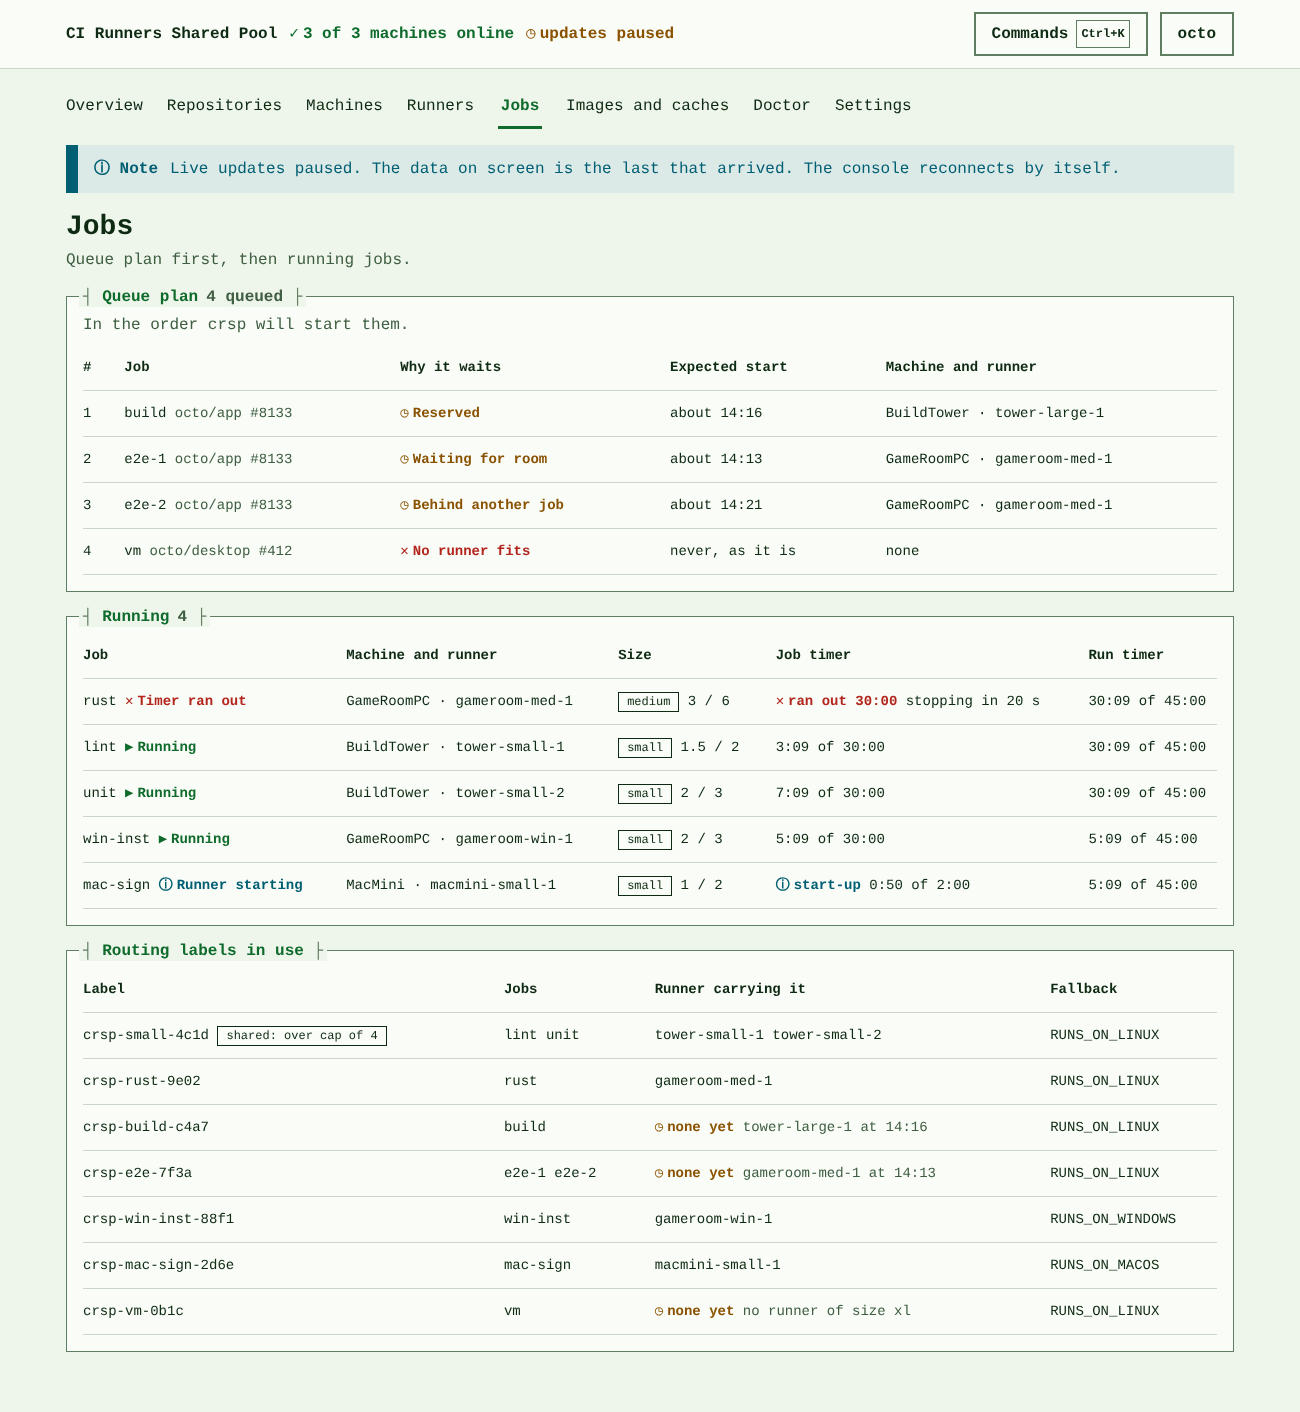 CI Runners Shared Pool ✓ 3 of 3 machines online ◷ updates paused Commands Ctrl+K octo
Overview Repositories Machines Runners Jobs Images and caches Doctor Settings
ⓘ Note Live updates paused. The data on screen is the last that arrived. The console reconnects by itself.
Jobs
Queue plan first, then running jobs.
Queue plan 4 queued
In the order crsp will start them.
# Job Why it waits Expected start Machine and runner
1 build octo/app #8133 ◷ Reserved about 14:16 BuildTower · tower-large-1
2 e2e-1 octo/app #8133 ◷ Waiting for room about 14:13 GameRoomPC · gameroom-med-1
3 e2e-2 octo/app #8133 ◷ Behind another job about 14:21 GameRoomPC · gameroom-med-1
4 vm octo/desktop #412 ✕ No runner fits never, as it is none
Running 4
Job Machine and runner Size Job timer Run timer
rust ✕ Timer ran out GameRoomPC · gameroom-med-1 medium 3 / 6 ✕ ran out 30:00 stopping in 20 s 30:09 of 45:00
lint ▶ Running BuildTower · tower-small-1 small 1.5 / 2 3:09 of 30:00 30:09 of 45:00
unit ▶ Running BuildTower · tower-small-2 small 2 / 3 7:09 of 30:00 30:09 of 45:00
win-inst ▶ Running GameRoomPC · gameroom-win-1 small 2 / 3 5:09 of 30:00 5:09 of 45:00
mac-sign ⓘ Runner starting MacMini · macmini-small-1 small 1 / 2 ⓘ start-up 0:50 of 2:00 5:09 of 45:00
Routing labels in use
Label Jobs Runner carrying it Fallback
crsp-small-4c1d shared: over cap of 4 lint unit tower-small-1 tower-small-2 RUNS_ON_LINUX
crsp-rust-9e02 rust gameroom-med-1 RUNS_ON_LINUX
crsp-build-c4a7 build ◷ none yet tower-large-1 at 14:16 RUNS_ON_LINUX
crsp-e2e-7f3a e2e-1 e2e-2 ◷ none yet gameroom-med-1 at 14:13 RUNS_ON_LINUX
crsp-win-inst-88f1 win-inst gameroom-win-1 RUNS_ON_WINDOWS
crsp-mac-sign-2d6e mac-sign macmini-small-1 RUNS_ON_MACOS
crsp-vm-0b1c vm ◷ none yet no runner of size xl RUNS_ON_LINUX